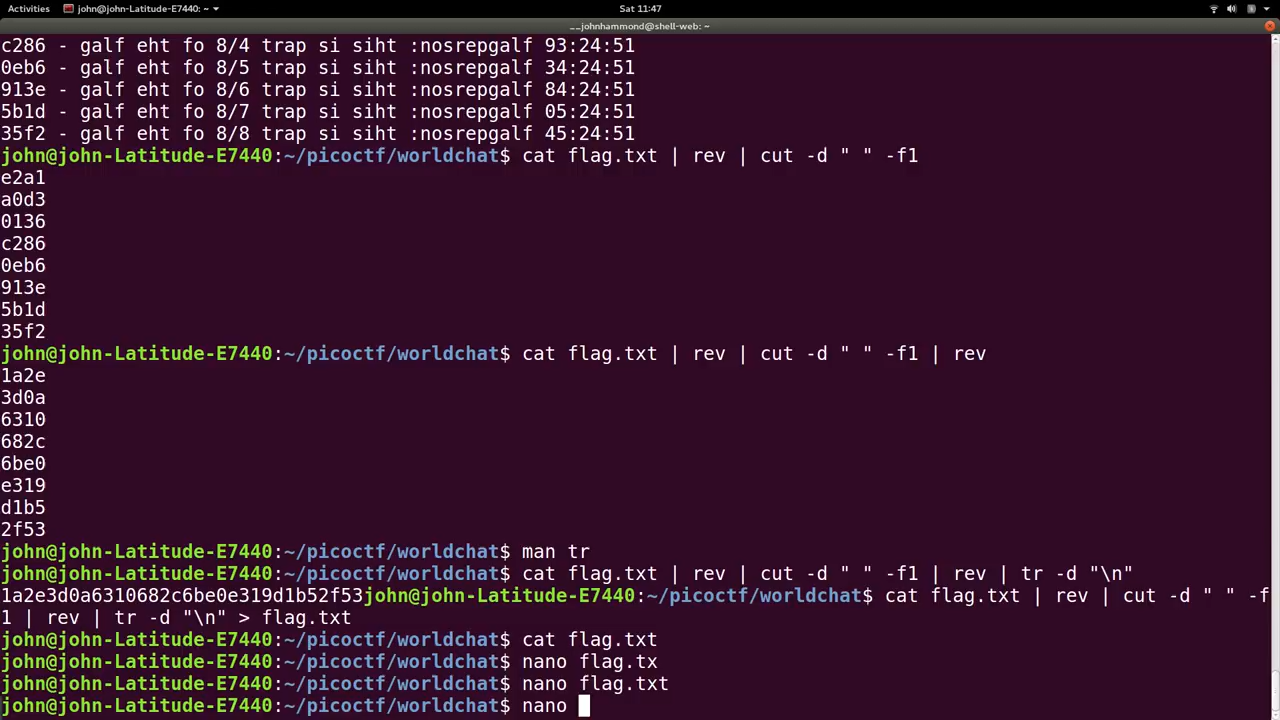 Activities
john@john-Latitude-E7440: ~
Sat 11:47
__johnhammond@shell-web: ~
c286 - galf eht fo 8/4 trap si siht :nosrepgalf 93:24:51
0eb6 - galf eht fo 8/5 trap si siht :nosrepgalf 34:24:51
913e - galf eht fo 8/6 trap si siht :nosrepgalf 84:24:51
5b1d - galf eht fo 8/7 trap si siht :nosrepgalf 05:24:51
35f2 - galf eht fo 8/8 trap si siht :nosrepgalf 45:24:51
john@john-Latitude-E7440:~/picoctf/worldchat$ cat flag.txt | rev | cut -d " " -f1
e2a1
a0d3
0136
c286
0eb6
913e
5b1d
35f2
john@john-Latitude-E7440:~/picoctf/worldchat$ cat flag.txt | rev | cut -d " " -f1 | rev
1a2e
3d0a
6310
682c
6be0
e319
d1b5
2f53
john@john-Latitude-E7440:~/picoctf/worldchat$ man tr
john@john-Latitude-E7440:~/picoctf/worldchat$ cat flag.txt | rev | cut -d " " -f1 | rev | tr -d "\n"
1a2e3d0a6310682c6be0e319d1b52f53john@john-Latitude-E7440:~/picoctf/worldchat$ cat flag.txt | rev | cut -d " " -f
1 | rev | tr -d "\n" > flag.txt
john@john-Latitude-E7440:~/picoctf/worldchat$ cat flag.txt
john@john-Latitude-E7440:~/picoctf/worldchat$ nano flag.tx
john@john-Latitude-E7440:~/picoctf/worldchat$ nano flag.txt
john@john-Latitude-E7440:~/picoctf/worldchat$ nano